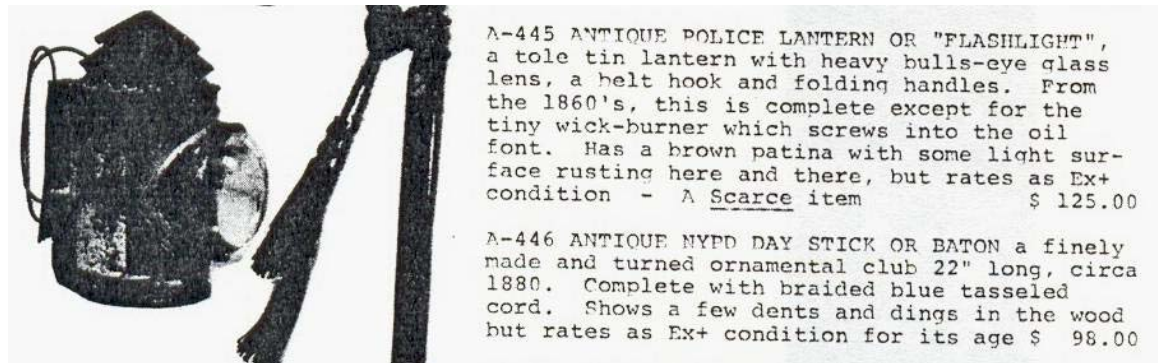 A-445 ANTIQUE POLICE LANTERN OR "FLASHLIGHT",
a tole tin lantern with heavy bulls-eye glass
lens, a belt hook and folding handles. From
the 1860's, this is complete except for the
tiny wick-burner which screws into the oil
font. Has a brown patina with some light sur-
face rusting here and there, but rates as Ex+
condition - A Scarce item $ 125.00
A-446 ANTIQUE NYPD DAY STICK OR BATON a finely
made and turned ornamental club 22" long, circa
1880. Complete with braided blue tasseled
cord. Shows a few dents and dings in the wood
but rates as Ex+ condition for its age $ 98.00